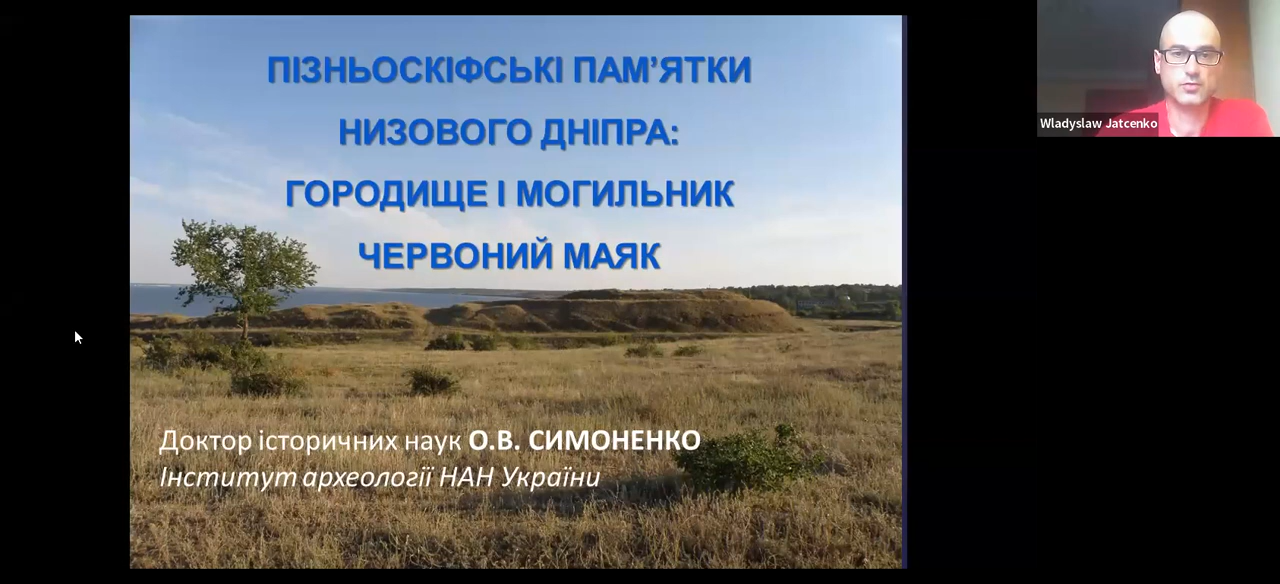 ПІЗНЬОСКІФСЬКІ ПАМ’ЯТКИ
НИЗОВОГО ДНІПРА:
ГОРОДИЩЕ І МОГИЛЬНИК
ЧЕРВОНИЙ МАЯК
Доктор історичних наук О.В. СИМОНЕНКО
Інститут археології НАН України
Wladyslaw Jatcenko